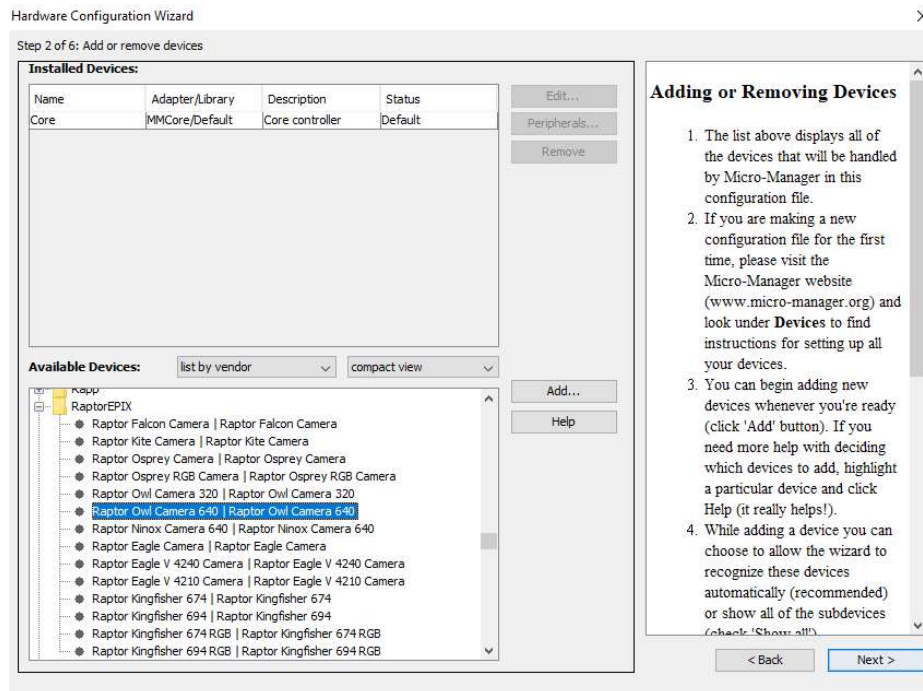 Hardware Configuration Wizard
Step 2 of 6: Add or remove devices
Installed Devices:
Name Adapter/Library Description Status
Core MMCore/Default Core controller Default
Edit...
Peripherals...
Remove
Available Devices: list by vendor compact view
Rapp
RaptorEPIX
Raptor Falcon Camera | Raptor Falcon Camera
Raptor Kite Camera | Raptor Kite Camera
Raptor Osprey Camera | Raptor Osprey Camera
Raptor Osprey RGB Camera | Raptor Osprey RGB Camera
Raptor Owl Camera 320 | Raptor Owl Camera 320
Raptor Owl Camera 640 | Raptor Owl Camera 640
Raptor Ninox Camera 640 | Raptor Ninox Camera 640
Raptor Eagle Camera | Raptor Eagle Camera
Raptor Eagle V 4240 Camera | Raptor Eagle V 4240 Camera
Raptor Eagle V 4210 Camera | Raptor Eagle V 4210 Camera
Raptor Kingfisher 674 | Raptor Kingfisher 674
Raptor Kingfisher 694 | Raptor Kingfisher 694
Raptor Kingfisher 674 RGB | Raptor Kingfisher 674 RGB
Raptor Kingfisher 694 RGB | Raptor Kingfisher 694 RGB
Add...
Help
Adding or Removing Devices
1. The list above displays all of
the devices that will be handled
by Micro-Manager in this
configuration file.
2. If you are making a new
configuration file for the first
time, please visit the
Micro-Manager website
(www.micro-manager.org) and
look under Devices to find
instructions for setting up all
your devices.
3. You can begin adding new
devices whenever you're ready
(click 'Add' button). If you
need more help with deciding
which devices to add, highlight
a particular device and click
Help (it really helps!).
4. While adding a device you can
choose to allow the wizard to
recognize these devices
automatically (recommended)
or show all of the subdevices
(check 'Show all')
< Back
Next >